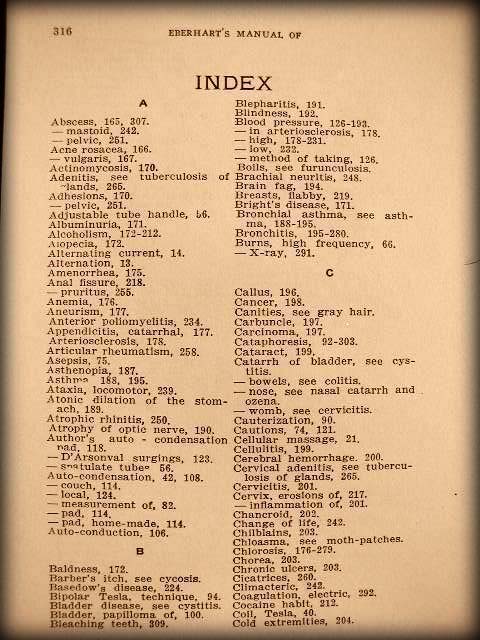 316
EBERHART'S MANUAL OF
INDEX
A
Abscess, 165, 307.
— mastoid, 242.
— pelvic, 251.
Acne rosacea, 166.
— vulgaris, 167.
Actinomycosis, 170.
Adenitis, see tuberculosis of
lands, 265.
Adhesions, 170.
— pelvic, 251.
Adjustable tube handle, 56.
Albuminuria, 171.
Alcoholism, 172-212.
Alopecia, 172.
Alternating current, 14.
Alternation, 13.
Amenorrhea, 175.
Anal fissure, 218.
— pruritus, 255.
Anemia, 176.
Aneurism, 177.
Anterior poliomyelitis, 234.
Appendicitis, catarrhal, 177.
Arteriosclerosis, 178.
Articular rheumatism, 258.
Asepsis, 75.
Asthenopia, 187.
Asthma 188, 195.
Ataxia, locomotor, 239.
Atonic dilation of the stom-
ach, 189.
Atrophic rhinitis, 250.
Atrophy of optic nerve, 190.
Author's auto - condensation
pad, 118.
— D'Arsonval surgings, 123.
— spatulate tubes 56.
Auto-condensation, 42, 108.
— couch, 114.
— local, 124.
— measurement of, 82.
— pad, 114.
— pad, home-made, 114.
Auto-conduction, 106.
B
Baldness, 172.
Barber's itch, see cycosis.
Basedow's disease, 224.
Bipolar Tesla, technique, 94.
Bladder disease, see cystitis.
Bladder, papilloma of, 100.
Bleaching teeth, 309.
Blepharitis, 191.
Blindness, 192.
Blood pressure, 126-193.
— in arteriosclerosis, 178.
— high, 178-231.
— low, 232.
— method of taking, 126.
Boils, see furunculosis.
Brachial neuritis, 248.
Brain fag, 194.
Breasts, flabby, 219.
Bright's disease, 171.
Bronchial asthma, see asth-
ma, 188-195.
Bronchitis, 195-280.
Burns, high frequency, 66.
— X-ray, 291.
C
Callus, 196.
Cancer, 198.
Canities, see gray hair.
Carbuncle, 197.
Carcinoma, 197.
Cataphoresis, 92-303.
Cataract, 199.
Catarrh of bladder, see cys-
titis.
— bowels, see colitis.
— nose, see nasal catarrh and
ozena.
— womb, see cervicitis.
Cauterization, 90.
Cautions, 74, 121.
Cellular massage, 21.
Cellulitis, 199.
Cerebral hemorrhage. 200.
Cervical adenitis, see tubercu-
losis of glands, 265.
Cervicitis, 201.
Cervix, erosions of, 217.
— inflammation of, 201.
Chancroid, 202.
Change of life, 242.
Chilblains, 203.
Chloasma, see moth-patches.
Chlorosis, 176-279.
Chorea, 203.
Chronic ulcers, 203.
Cicatrices, 260.
Climacteric, 242.
Coagulation, electric, 292.
Cocaine habit, 212.
Coil, Tesla, 40.
Cold extremities, 204.